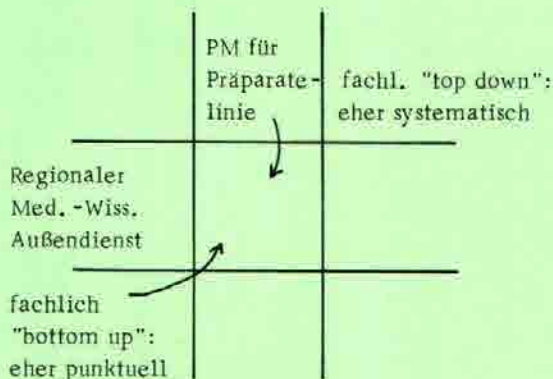 PM für
Präparate-
linie
fachl. "top down":
eher systematisch
Regionaler
Med.-Wiss.
Außendienst
fachlich
"bottom up":
eher punktuell